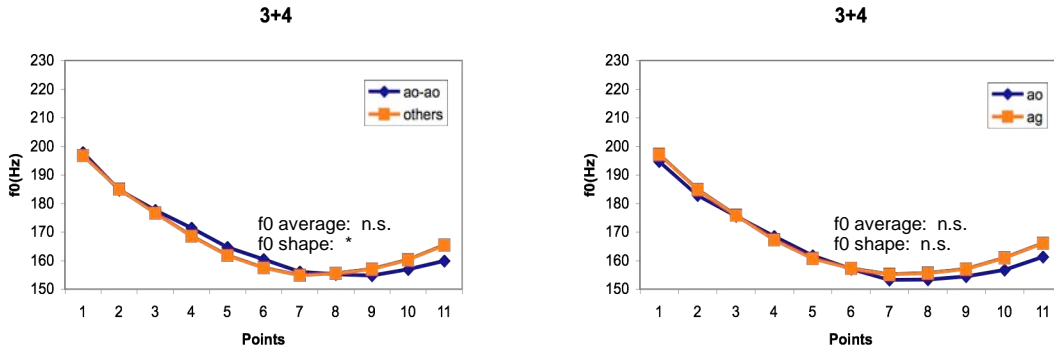 3+4
f0(Hz)
230
220
210
200
190
180
170
160
150
ao-ao
others
f0 average: n.s.
f0 shape: *
1 2 3 4 5 6 7 8 9 10 11
Points
3+4
f0(Hz)
230
220
210
200
190
180
170
160
150
ao
ag
f0 average: n.s.
f0 shape: n.s.
1 2 3 4 5 6 7 8 9 10 11
Points